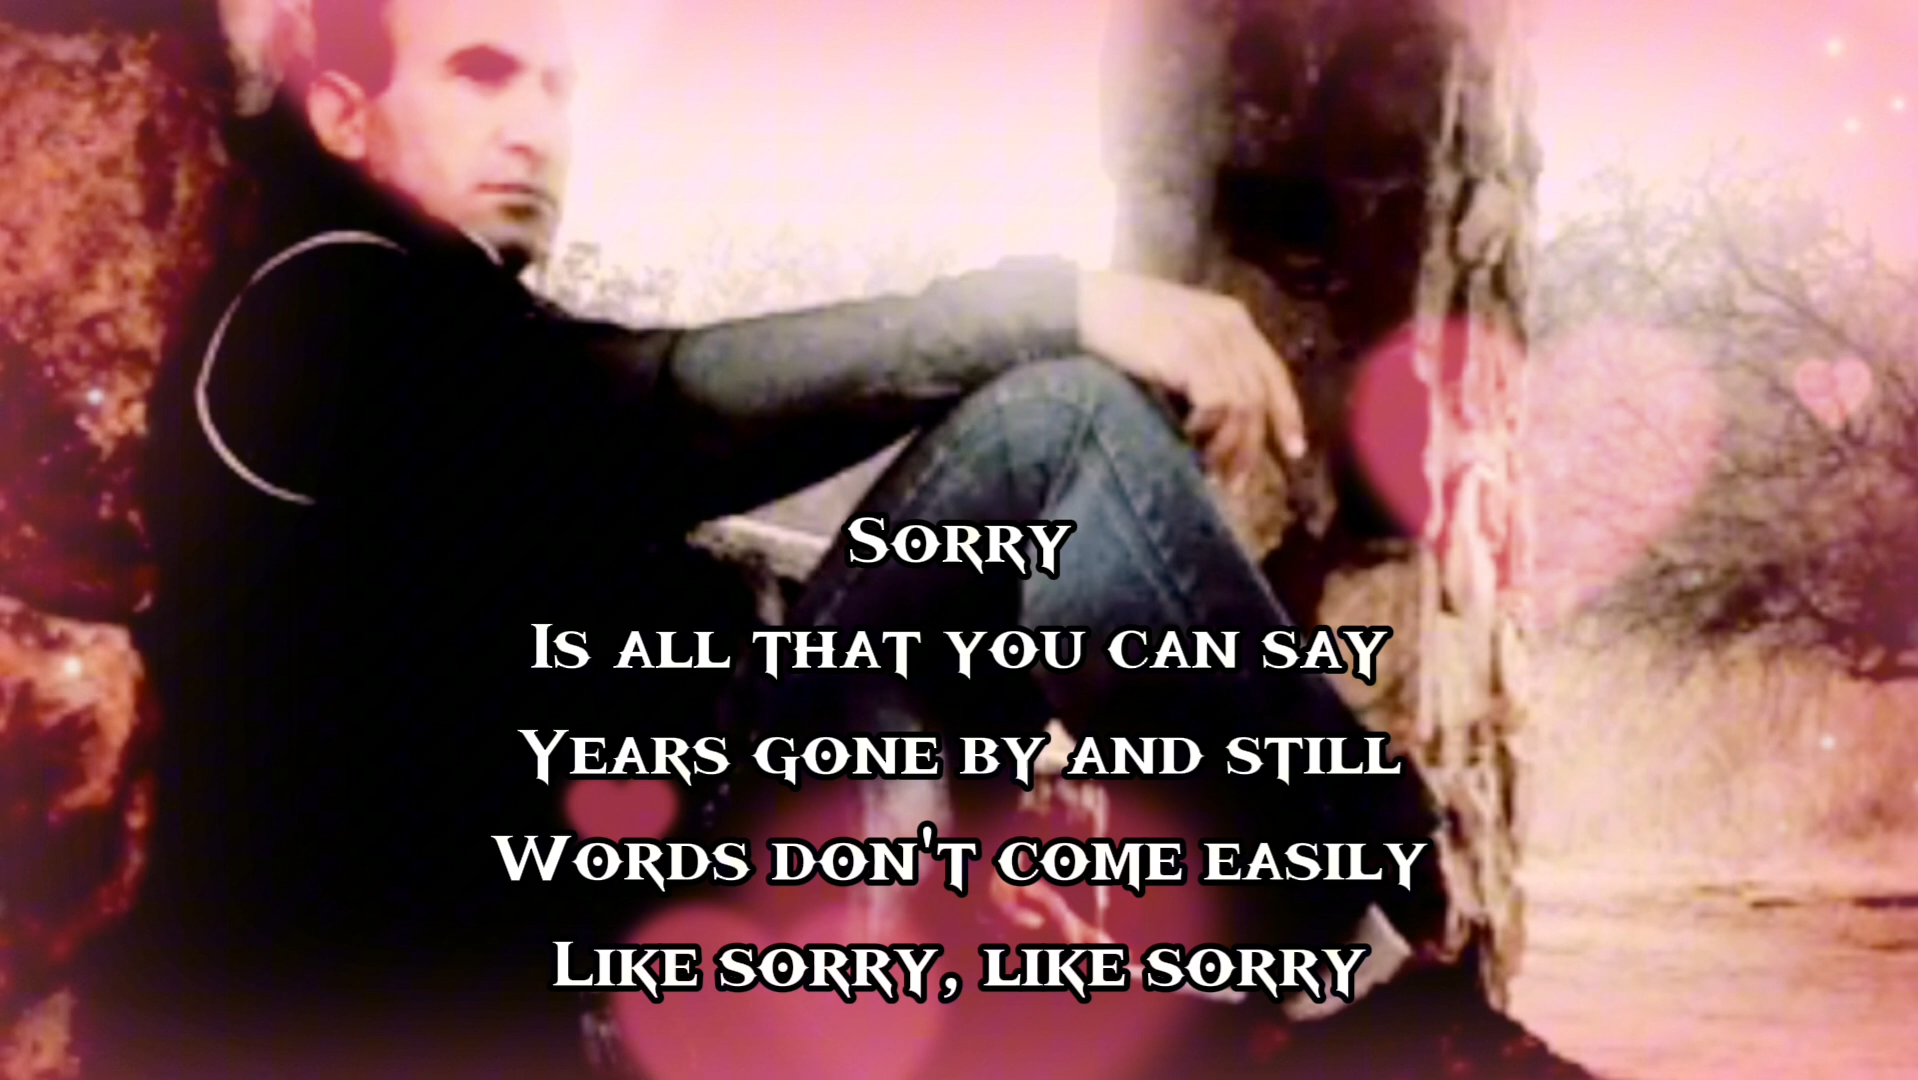 Sorry
Is all that you can say
Years gone by and still
Words don't come easily
Like sorry, like sorry